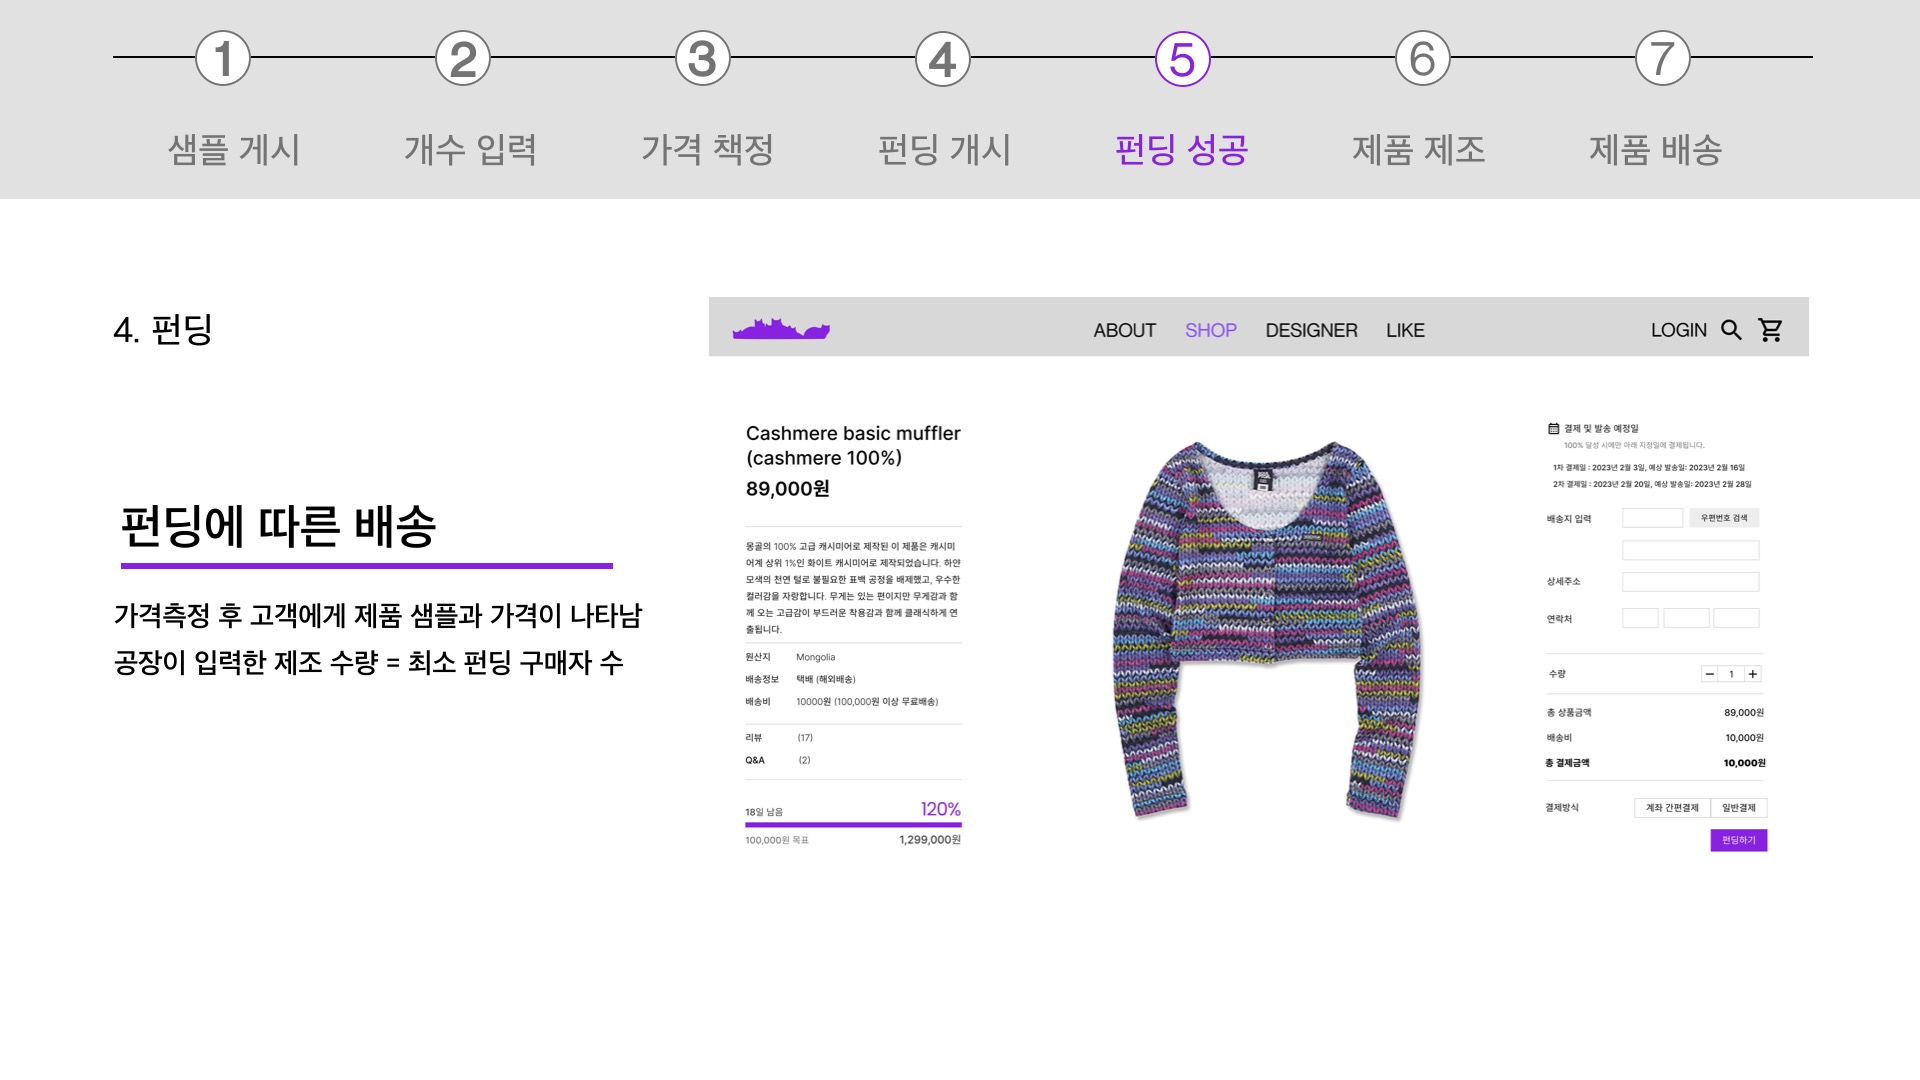 1
2
3
4
5
6
7
샘플 게시
개수 입력
가격 책정
펀딩 개시
펀딩 성공
제품 제조
제품 배송
4. 펀딩
펀딩에 따른 배송
가격측정 후 고객에게 제품 샘플과 가격이 나타남
공장이 입력한 제조 수량 = 최소 펀딩 구매자 수
ABOUT SHOP DESIGNER LIKE
LOGIN
Cashmere basic muffler
(cashmere 100%)
89,000원
몽골의 100% 고급 캐시미어로 제작된 이 제품은 캐시미
어계 상위 1%인 화이트 캐시미어로 제작되었습니다. 하얀
모색의 천연 털로 불필요한 표백 공정을 배제했고, 우수한
컬러감을 자랑합니다. 무게는 있는 편이지만 무게감과 함
께 오는 고급감이 부드러운 착용감과 함께 클래식하게 연
출됩니다.
원산지 Mongolia
배송정보 택배 (해외배송)
배송비 10000원 (100,000원 이상 무료배송)
리뷰 (17)
Q&A (2)
18일 남음 120%
100,000원 목표 1,299,000원
결제 및 발송 예정일
100% 달성 시에만 아래 지정일에 결제됩니다.
1차 결제일 : 2023년 2월 3일, 예상 발송일: 2023년 2월 16일
2차 결제일 : 2023년 2월 20일, 예상 발송일: 2023년 2월 28일
배송지 입력 우편번호 검색
상세주소
연락처
수량 − 1 +
총 상품금액 89,000원
배송비 10,000원
총 결제금액 10,000원
결제방식 계좌 간편결제 일반결제
펀딩하기